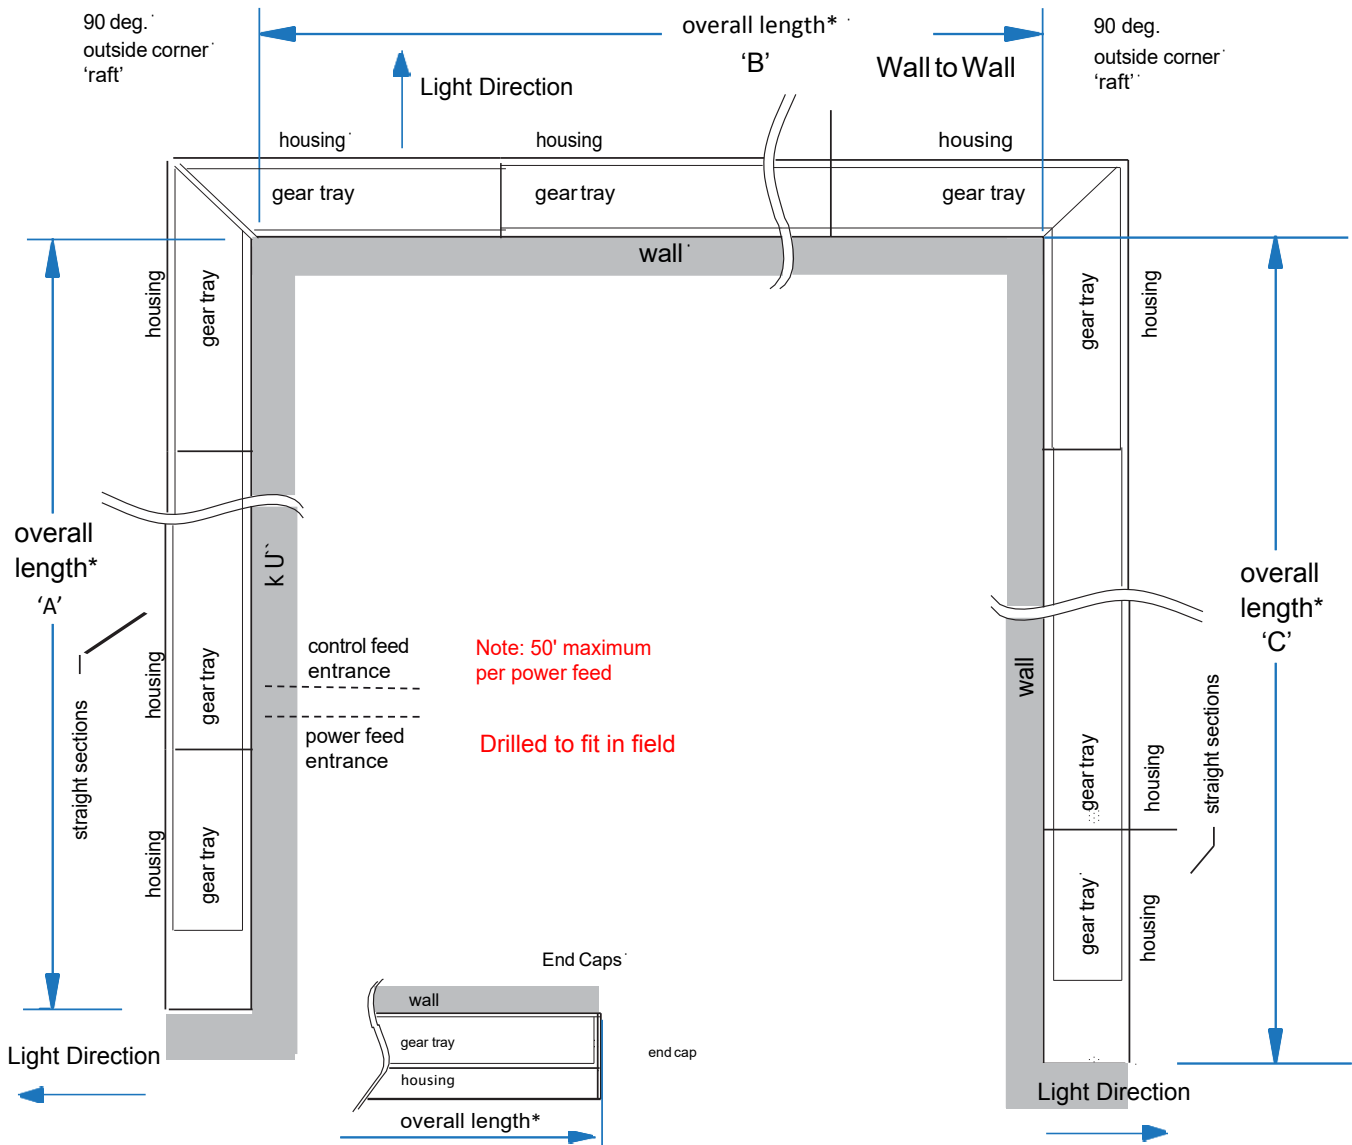 90 deg.
outside corner
‘raft’
overall length*
‘B’
Wall to Wall
90 deg.
outside corner
‘raft’
Light Direction
housing
housing
housing
gear tray
gear tray
gear tray
wall
housing
gear tray
gear tray
housing
overall
length*
‘A’
overall
length*
‘C’
control feed
entrance
Note: 50' maximum
per power feed
power feed
entrance
Drilled to fit in field
wall
straight sections
housing
gear tray
housing
gear tray
gear tray
housing
straight sections
gear tray
housing
End Caps
wall
gear tray
end cap
housing
overall length*
Light Direction
Light Direction